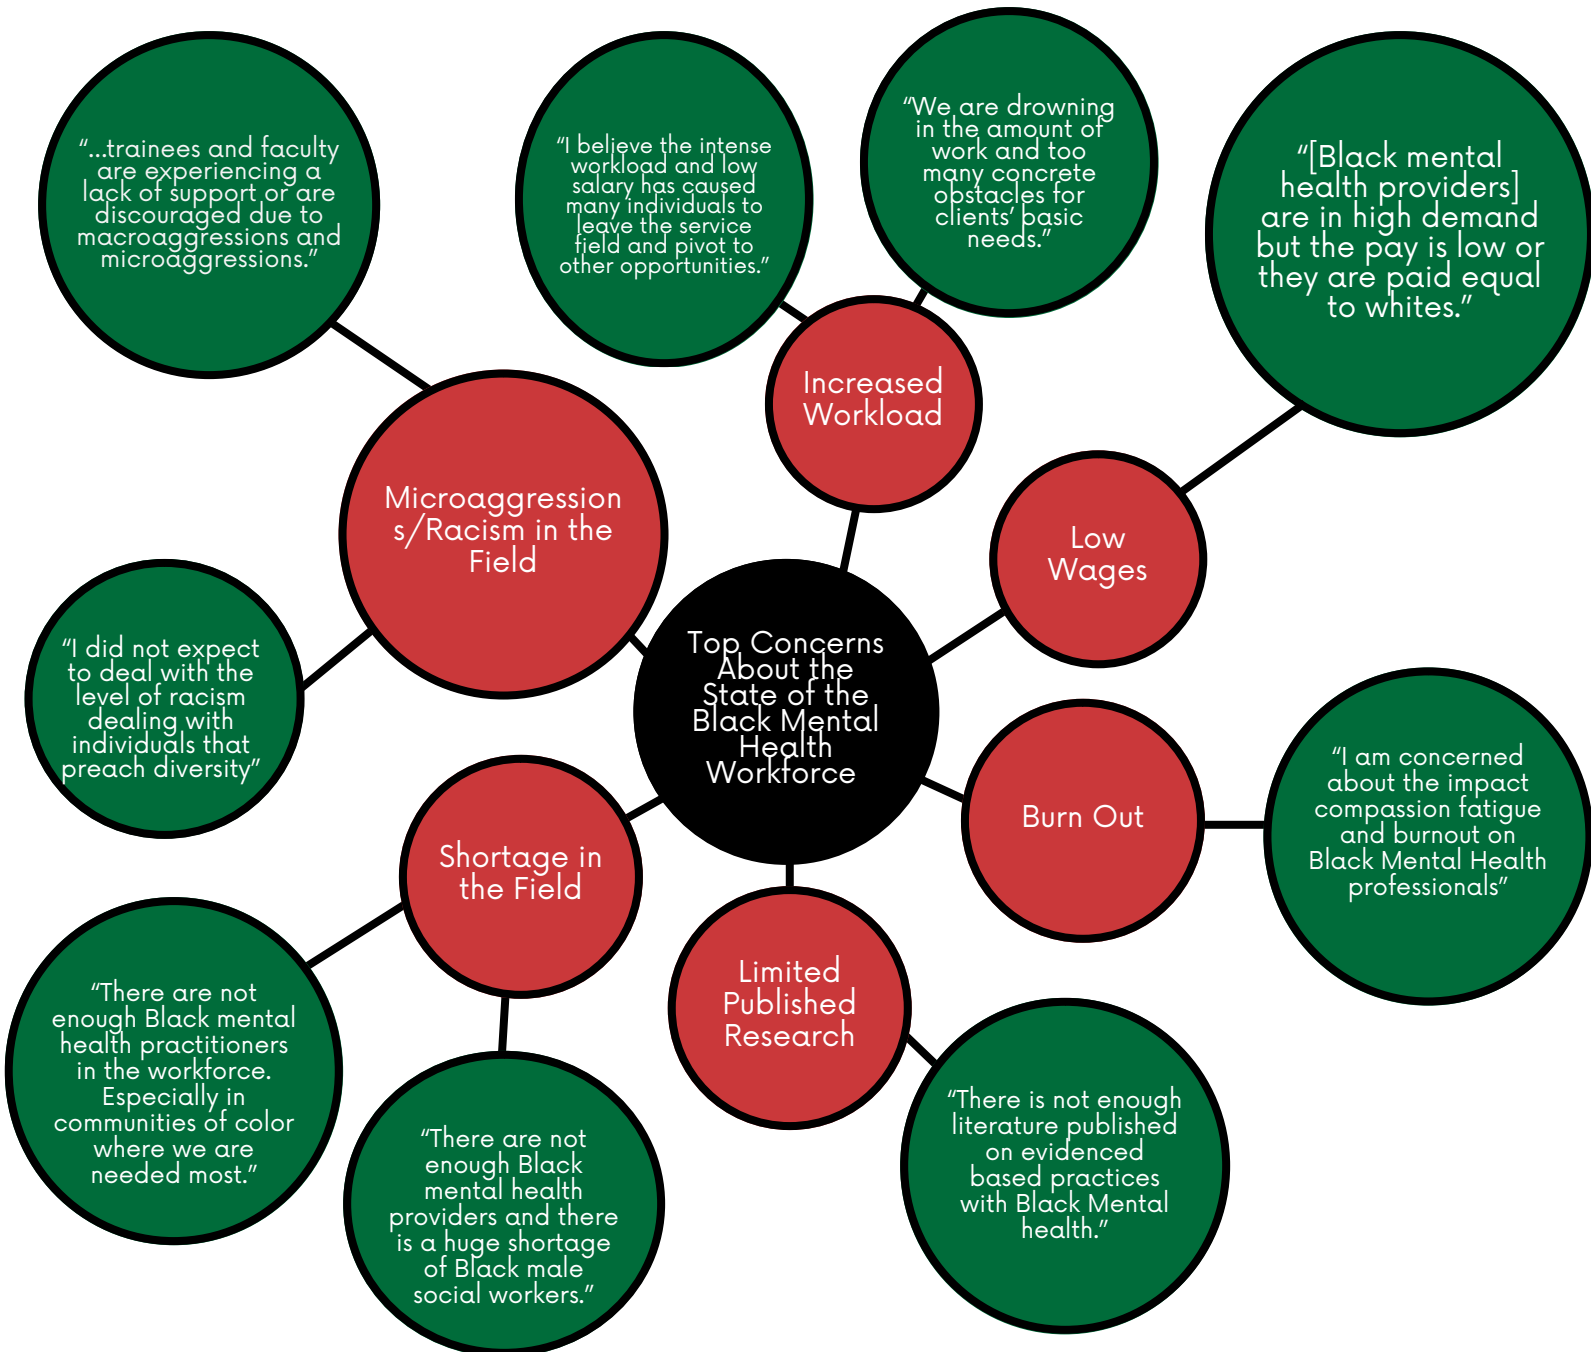 “...trainees and faculty
are experiencing a
lack of support or are
discouraged due to
macroaggressions and
microaggressions.”
“I believe the intense
workload and low
salary has caused
many individuals to
leave the service
field and pivot to
other opportunities.”
“We are drowning
in the amount of
work and too
many concrete
obstacles for
clients’ basic
needs.”
“[Black mental
health providers]
are in high demand
but the pay is low or
they are paid equal
to whites.”
Increased
Workload
Microaggression
s/Racism in the
Field
Low
Wages
“I did not expect
to deal with the
level of racism
dealing with
individuals that
preach diversity”
Top Concerns
About the
State of the
Black Mental
Health
Workforce
Burn Out
“I am concerned
about the impact
compassion fatigue
and burnout on
Black Mental Health
professionals”
Shortage in
the Field
Limited
Published
Research
“There are not
enough Black mental
health practitioners
in the workforce.
Especially in
communities of color
where we are
needed most.”
“There are not
enough Black
mental health
providers and there
is a huge shortage
of Black male
social workers.”
“There is not enough
literature published
on evidenced
based practices
with Black Mental
health.”